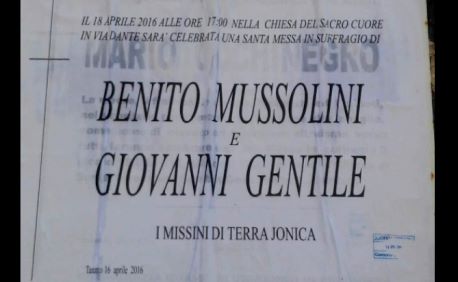 IL 18 APRILE 2016 ALLE ORE 17:00 NELLA CHIESA DEL SACRO CUORE
IN VIA DANTE SARA' CELEBRATA UNA SANTA MESSA IN SUFFRAGIO DI
BENITO MUSSOLINI
E
GIOVANNI GENTILE
I MISSINI DI TERRA JONICA
Taranto 16 aprile 2016